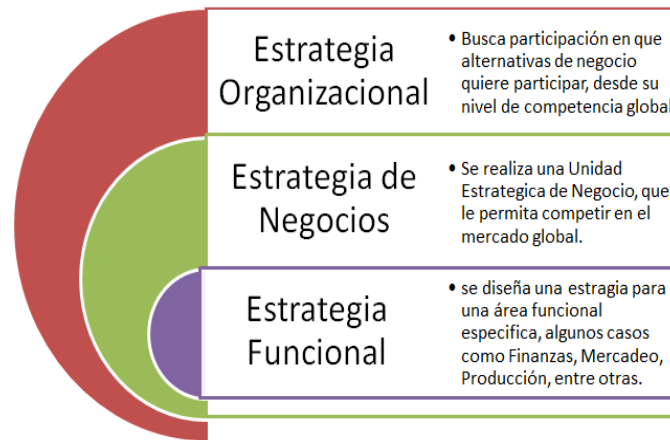 Estrategia
Organizacional
• Busca participación en que
alternativas de negocio
quiere participar, desde su
nivel de competencia global
Estrategia de
Negocios
• Se realiza una Unidad
Estrategica de Negocio, que
le permita competir en el
mercado global.
Estrategia
Funcional
• se diseña una estragia para
una área funcional
especifica, algunos casos
como Finanzas, Mercadeo,
Producción, entre otras.